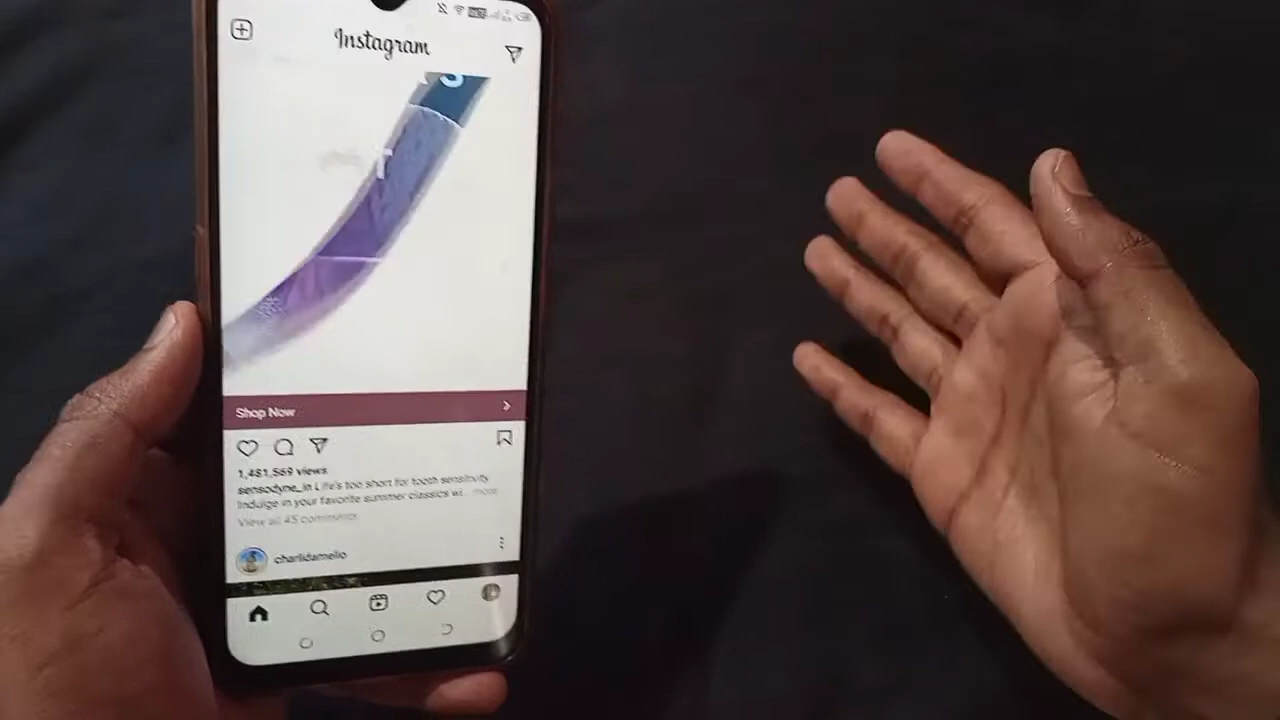 Instagram
Shop Now
1,481,569 views
sensodyne_in Life's too short for tooth sensitivity.
Indulge in your favorite summer classics wi... more
View all 45 comments
charlidamelio